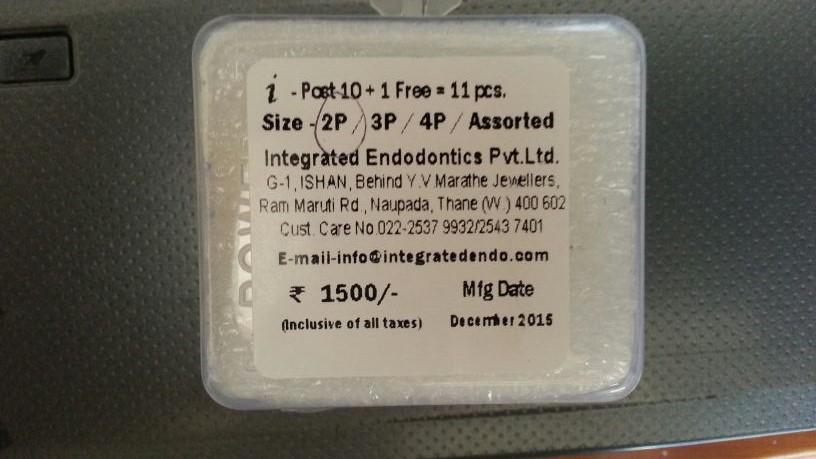 i - Post 10 + 1 Free = 11 pcs.
Size - 2P / 3P / 4P / Assorted
Integrated Endodontics Pvt.Ltd.
G-1, ISHAN, Behind Y.V.Marathe Jewellers,
Ram Maruti Rd., Naupada, Thane (W.) 400 602
Cust. Care No.022-2537 9932/2543 7401
E-mail-info@integratedendo.com
₹ 1500/- Mfg Date
(Inclusive of all taxes) December 2015